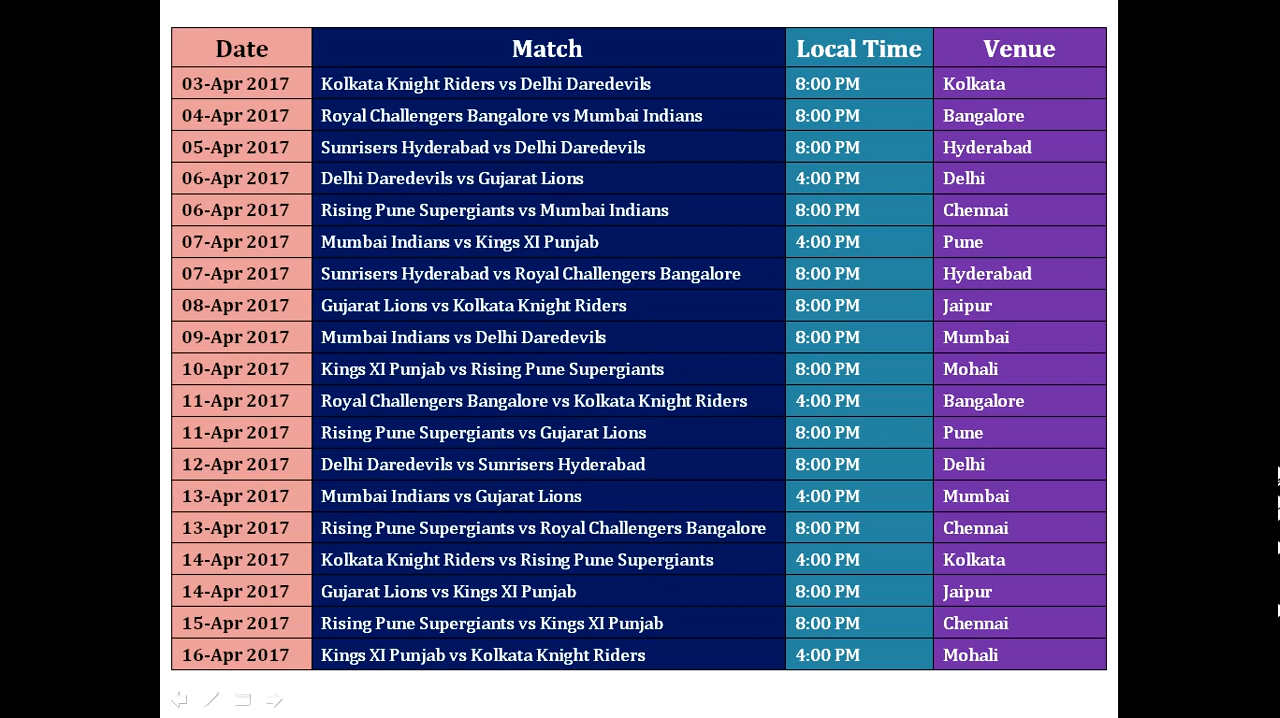 Date Match Local Time Venue
03-Apr 2017 Kolkata Knight Riders vs Delhi Daredevils 8:00 PM Kolkata
04-Apr 2017 Royal Challengers Bangalore vs Mumbai Indians 8:00 PM Bangalore
05-Apr 2017 Sunrisers Hyderabad vs Delhi Daredevils 8:00 PM Hyderabad
06-Apr 2017 Delhi Daredevils vs Gujarat Lions 4:00 PM Delhi
06-Apr 2017 Rising Pune Supergiants vs Mumbai Indians 8:00 PM Chennai
07-Apr 2017 Mumbai Indians vs Kings XI Punjab 4:00 PM Pune
07-Apr 2017 Sunrisers Hyderabad vs Royal Challengers Bangalore 8:00 PM Hyderabad
08-Apr 2017 Gujarat Lions vs Kolkata Knight Riders 8:00 PM Jaipur
09-Apr 2017 Mumbai Indians vs Delhi Daredevils 8:00 PM Mumbai
10-Apr 2017 Kings XI Punjab vs Rising Pune Supergiants 8:00 PM Mohali
11-Apr 2017 Royal Challengers Bangalore vs Kolkata Knight Riders 4:00 PM Bangalore
11-Apr 2017 Rising Pune Supergiants vs Gujarat Lions 8:00 PM Pune
12-Apr 2017 Delhi Daredevils vs Sunrisers Hyderabad 8:00 PM Delhi
13-Apr 2017 Mumbai Indians vs Gujarat Lions 4:00 PM Mumbai
13-Apr 2017 Rising Pune Supergiants vs Royal Challengers Bangalore 8:00 PM Chennai
14-Apr 2017 Kolkata Knight Riders vs Rising Pune Supergiants 4:00 PM Kolkata
14-Apr 2017 Gujarat Lions vs Kings XI Punjab 8:00 PM Jaipur
15-Apr 2017 Rising Pune Supergiants vs Kings XI Punjab 8:00 PM Chennai
16-Apr 2017 Kings XI Punjab vs Kolkata Knight Riders 4:00 PM Mohali